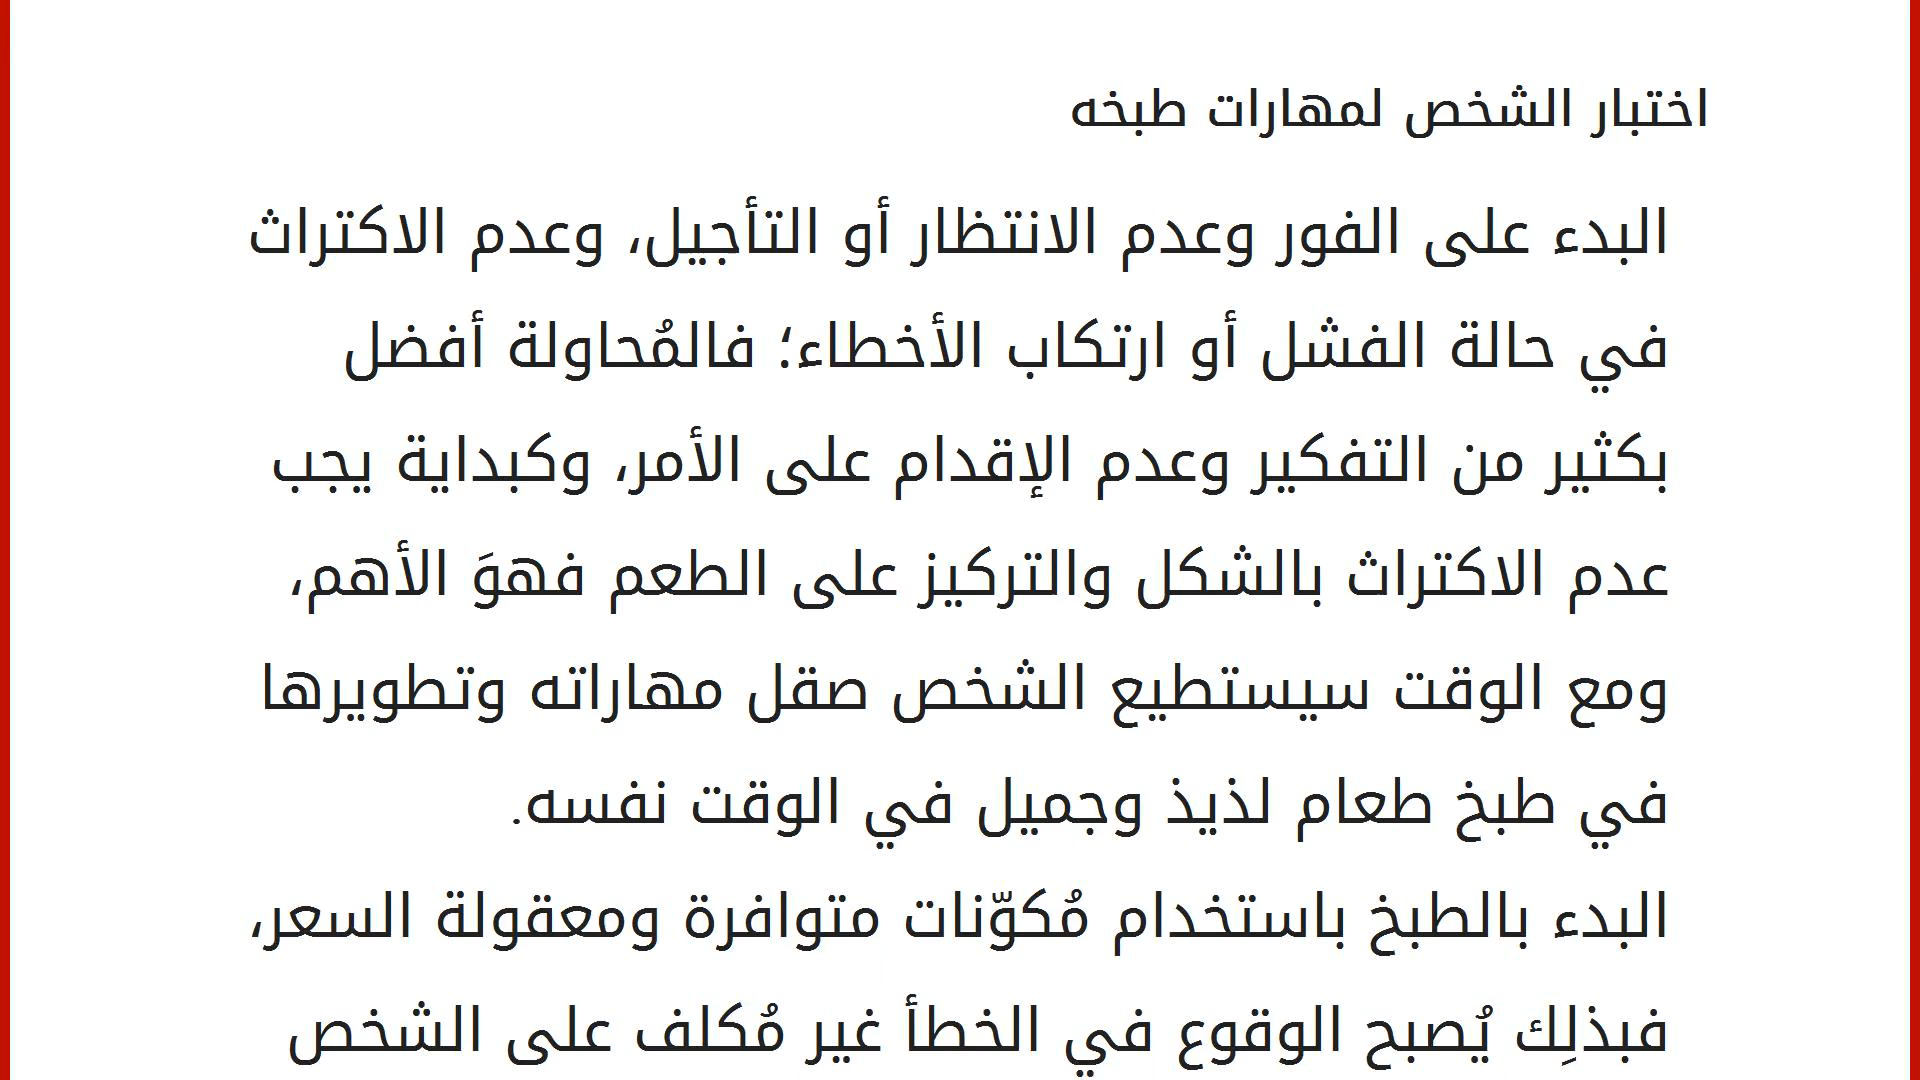 اختبار الشخص لمهارات طبخه
البدء على الفور وعدم الانتظار أو التأجيل، وعدم الاكتراث
في حالة الفشل أو ارتكاب الأخطاء؛ فالمُحاولة أفضل
بكثير من التفكير وعدم الإقدام على الأمر، وكبداية يجب
عدم الاكتراث بالشكل والتركيز على الطعم فهوَ الأهم،
ومع الوقت سيستطيع الشخص صقل مهاراته وتطويرها
في طبخ طعام لذيذ وجميل في الوقت نفسه.
البدء بالطبخ باستخدام مُكوّنات متوافرة ومعقولة السعر،
فبذلِك يُصبح الوقوع في الخطأ غير مُكلف على الشخص